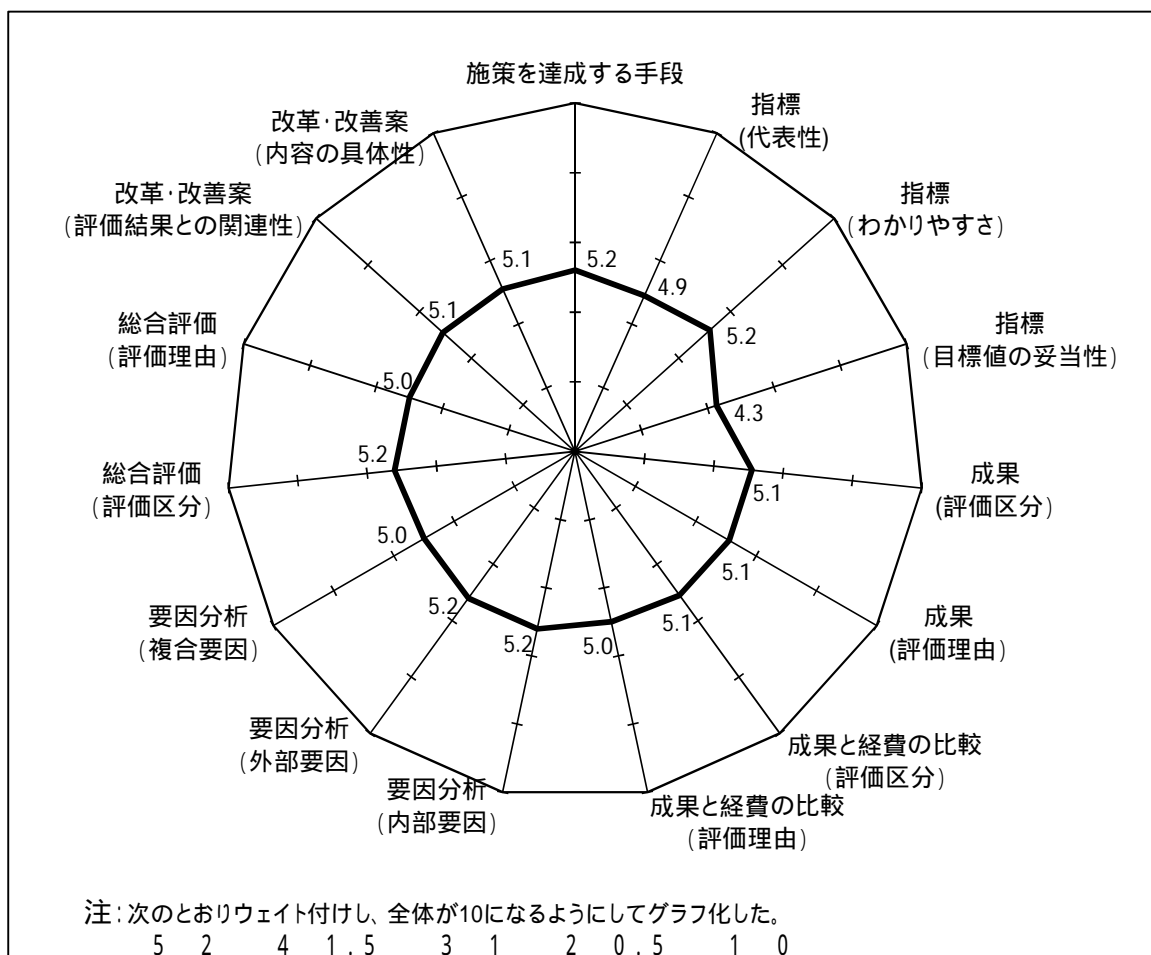 施策を達成する手段
指標
(代表性)
指標
(わかりやすさ)
指標
(目標値の妥当性)
成果
(評価区分)
成果
(評価理由)
成果と経費の比較
(評価区分)
成果と経費の比較
(評価理由)
要因分析
(内部要因)
要因分析
(外部要因)
要因分析
(複合要因)
総合評価
(評価区分)
総合評価
(評価理由)
改革・改善案
(評価結果との関連性)
改革・改善案
(内容の具体性)
5.2
4.9
5.2
4.3
5.1
5.1
5.1
5.0
5.2
5.2
5.0
5.2
5.0
5.1
5.1
注:次のとおりウェイト付けし、全体が10になるようにしてグラフ化した。
5 2 4 1.5 3 1 2 0.5 1 0